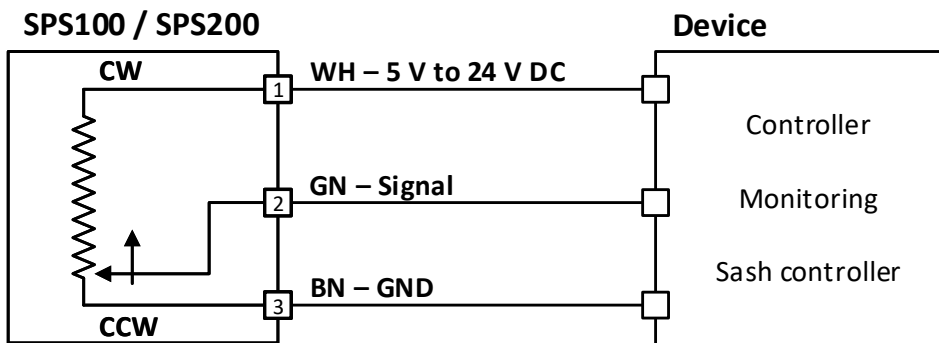 SPS100 / SPS200
Device
CW
WH – 5 V to 24 V DC
1
Controller
GN – Signal
2
Monitoring
Sash controller
BN – GND
3
CCW